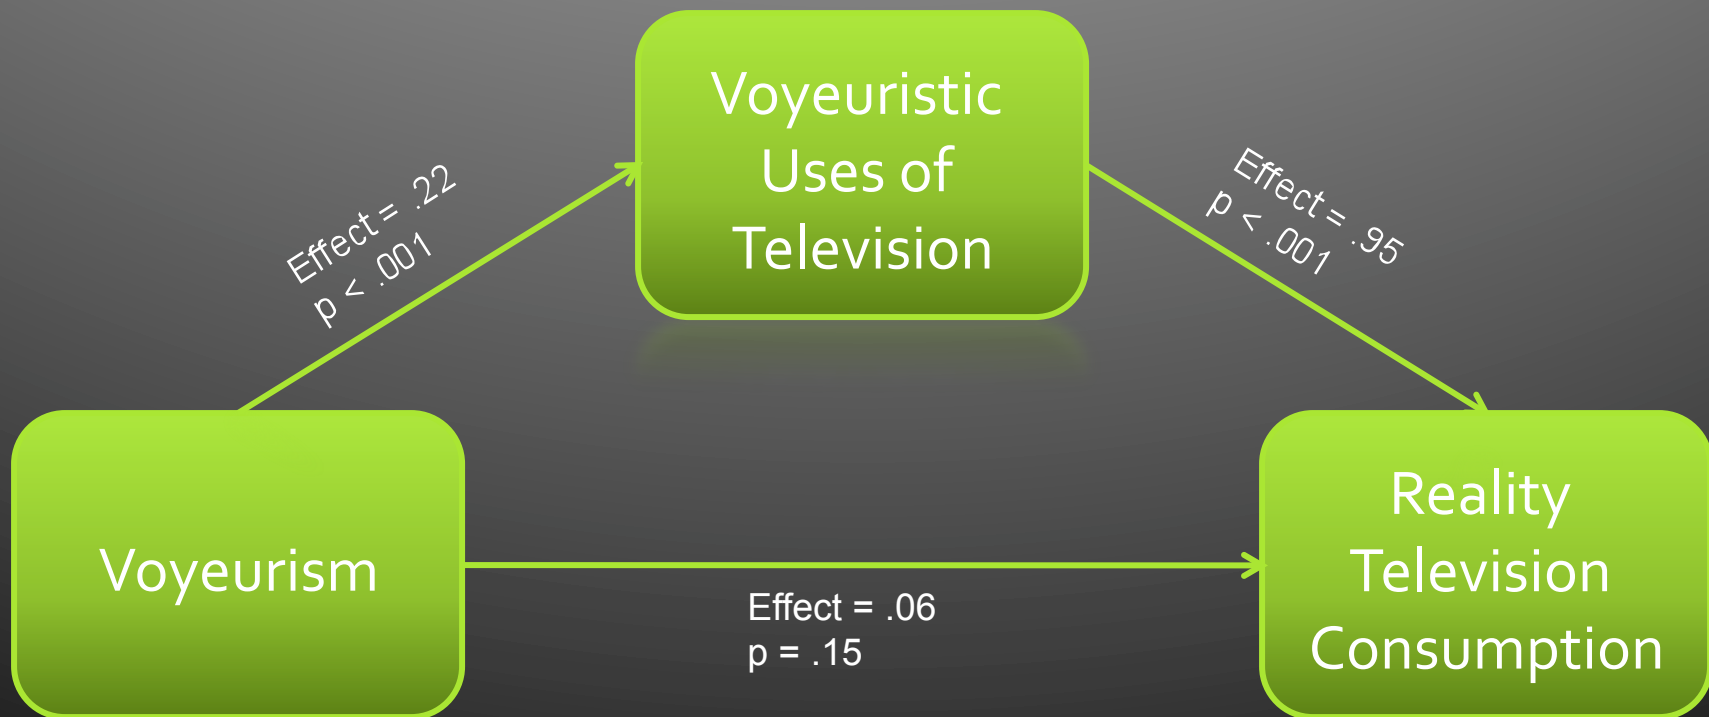 Voyeuristic
Uses of
Television
Effect = .22
p < .001
Effect = .95
p < .001
Voyeurism
Effect = .06
p = .15
Reality
Television
Consumption